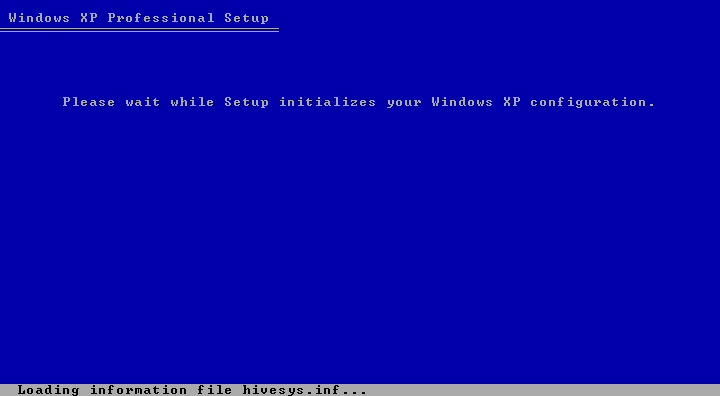 Windows XP Professional Setup
Please wait while Setup initializes your Windows XP configuration.
Loading information file hivesys.inf...